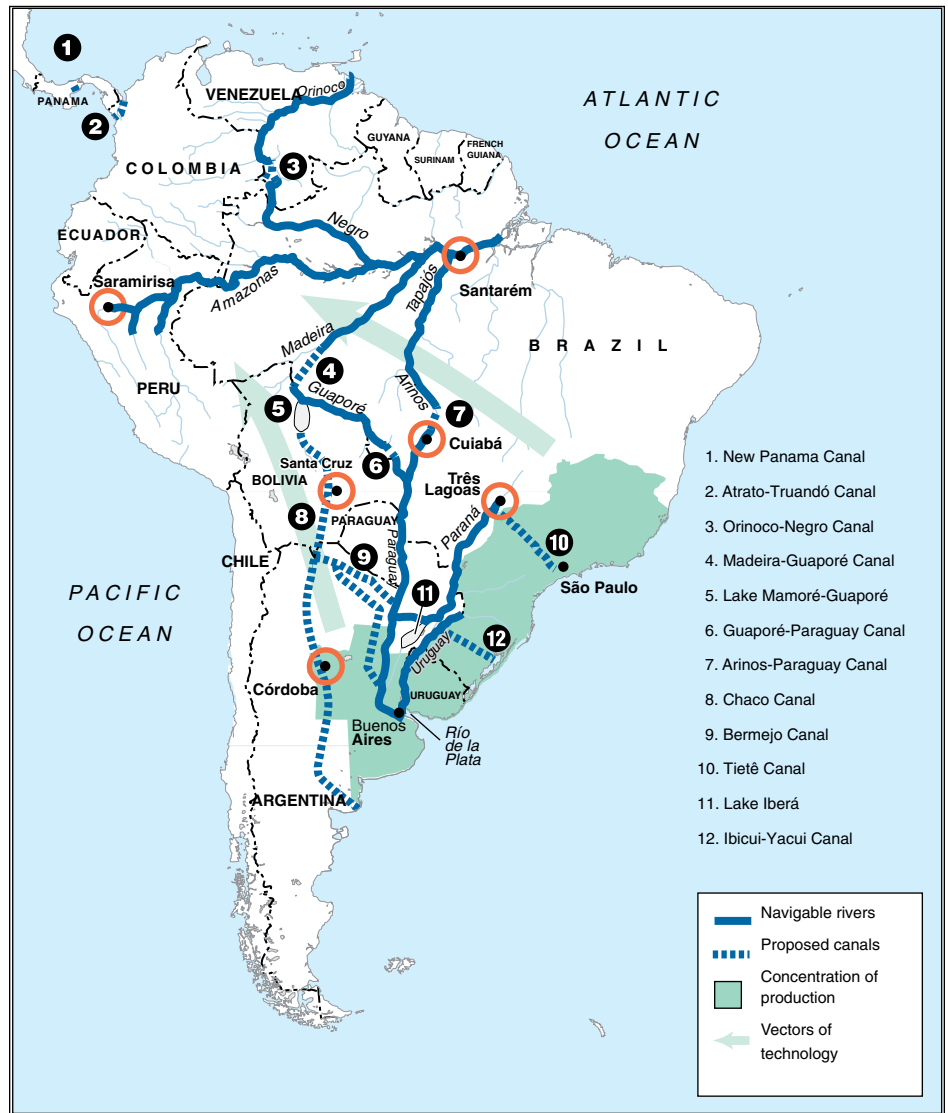 1
PANAMA
2
VENEZUELA
Orinoco
ATLANTIC
OCEAN
GUYANA
SURINAM
FRENCH
GUIANA
COLOMBIA
3
ECUADOR
Negro
Saramirisa
Amazonas
Tapajós
Santarém
Madeira
BRAZIL
4
PERU
Guaporé
Arinos
5
7
Cuiabá
Santa Cruz
6
BOLIVIA
Três
Lagoas
8
PARAGUAY
Paraná
Paraguay
10
CHILE
9
11
São Paulo
PACIFIC
OCEAN
12
Uruguay
Córdoba
URUGUAY
Buenos
Aires
Río
de la
Plata
ARGENTINA
1. New Panama Canal
2. Atrato-Truandó Canal
3. Orinoco-Negro Canal
4. Madeira-Guaporé Canal
5. Lake Mamoré-Guaporé
6. Guaporé-Paraguay Canal
7. Arinos-Paraguay Canal
8. Chaco Canal
9. Bermejo Canal
10. Tietê Canal
11. Lake Iberá
12. Ibicui-Yacui Canal
Navigable rivers
Proposed canals
Concentration of
production
Vectors of
technology